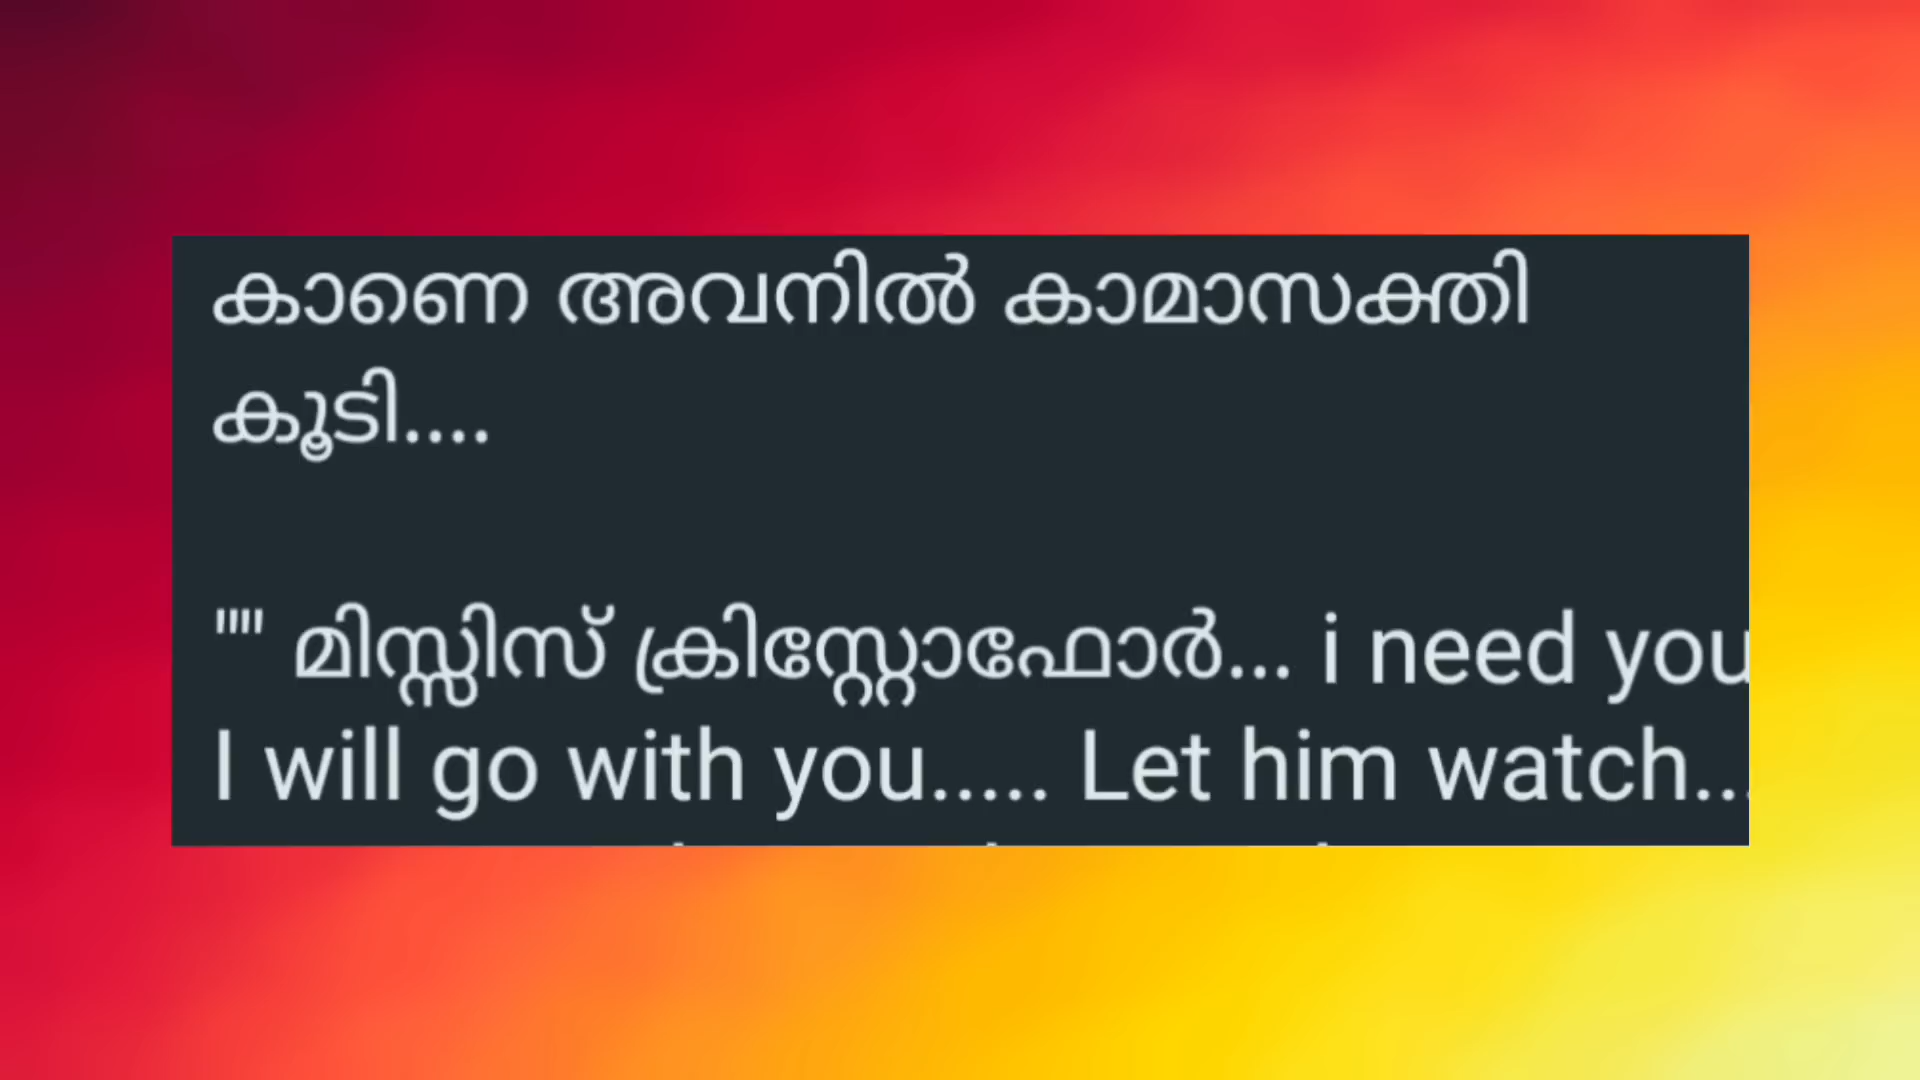 കാണെ അവനിൽ കാമാസക്തി
കൂടി....
"" മിസ്സിസ് ക്രിസ്റ്റോഫോർ... i need you
I will go with you..... Let him watch...